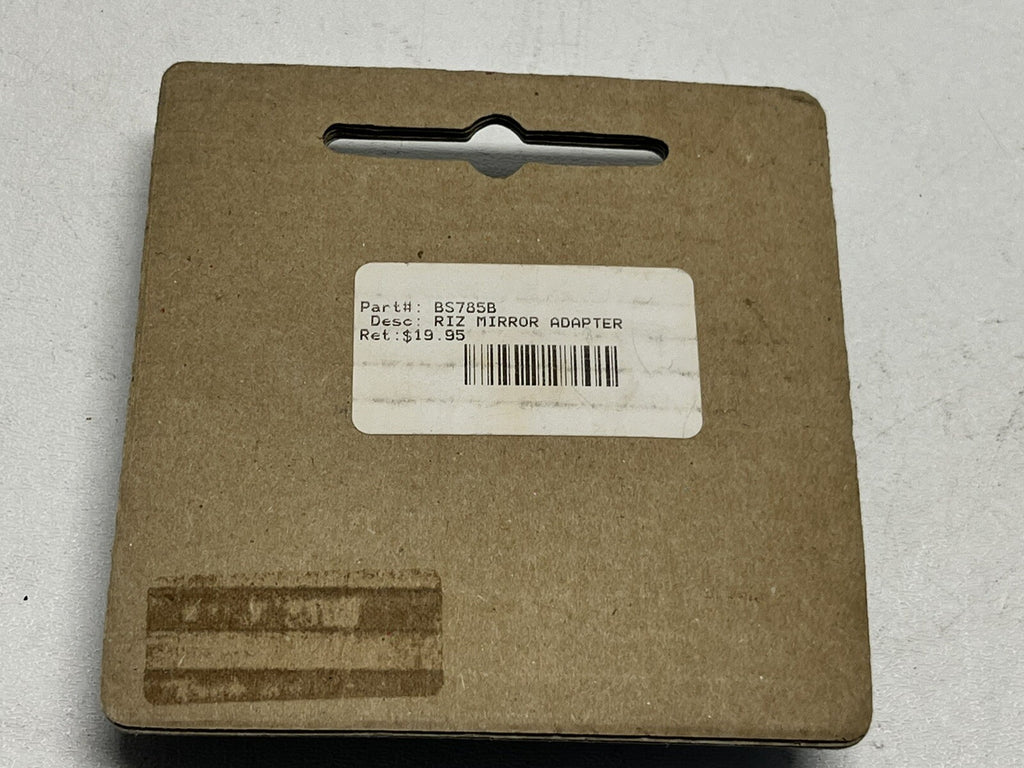 Part#: BS785B
Desc: RIZ MIRROR ADAPTER
Ret:$19.95